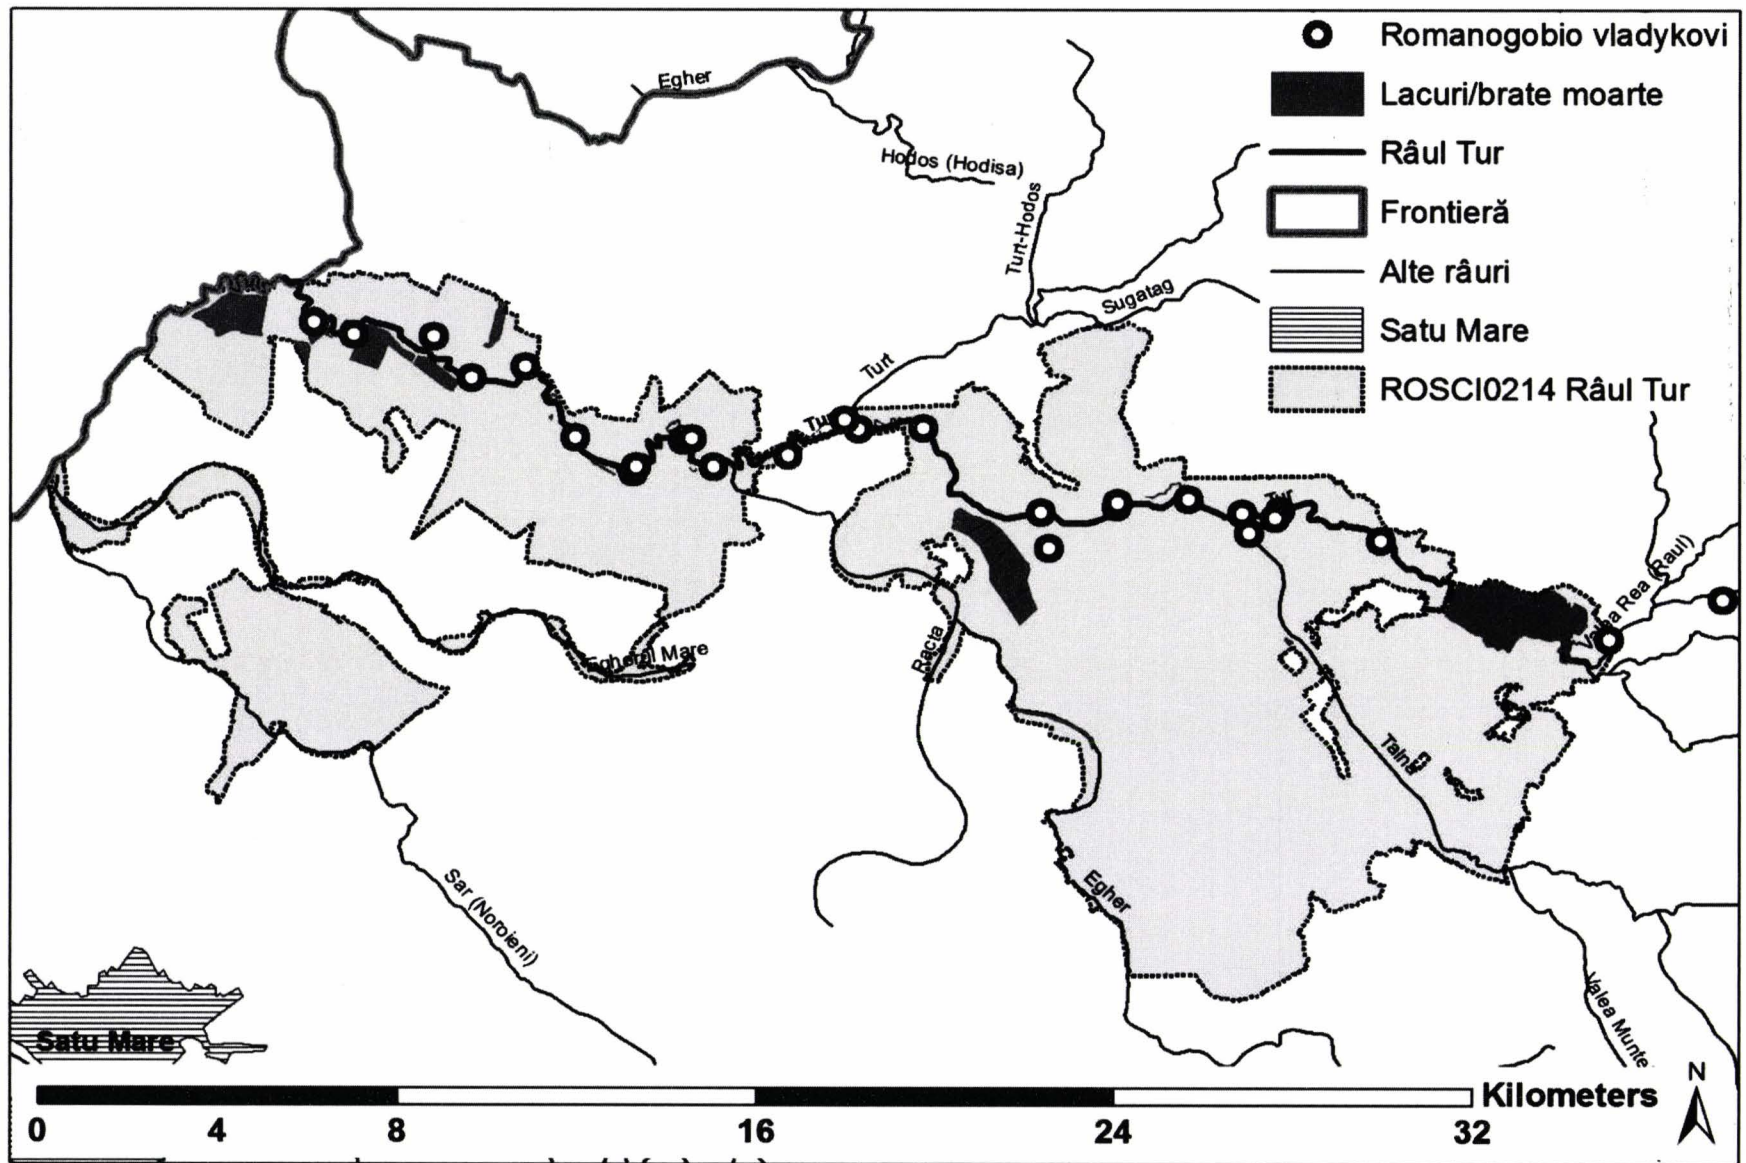 Romanogobio vladykovi
Lacuri/brate moarte
Râul Tur
Frontieră
Alte râuri
Satu Mare
ROSCI0214 Râul Tur
Egher
Hodos (Hodisa)
Turt-Hodos
Sugatag
Turt
Tur
Tur
Valea Rea (Raul)
Egherul Mare
Racta
Talna
Egher
Sar (Noroieni)
Valea Munte
Satu Mare
N
Kilometers
0 4 8 16 24 32